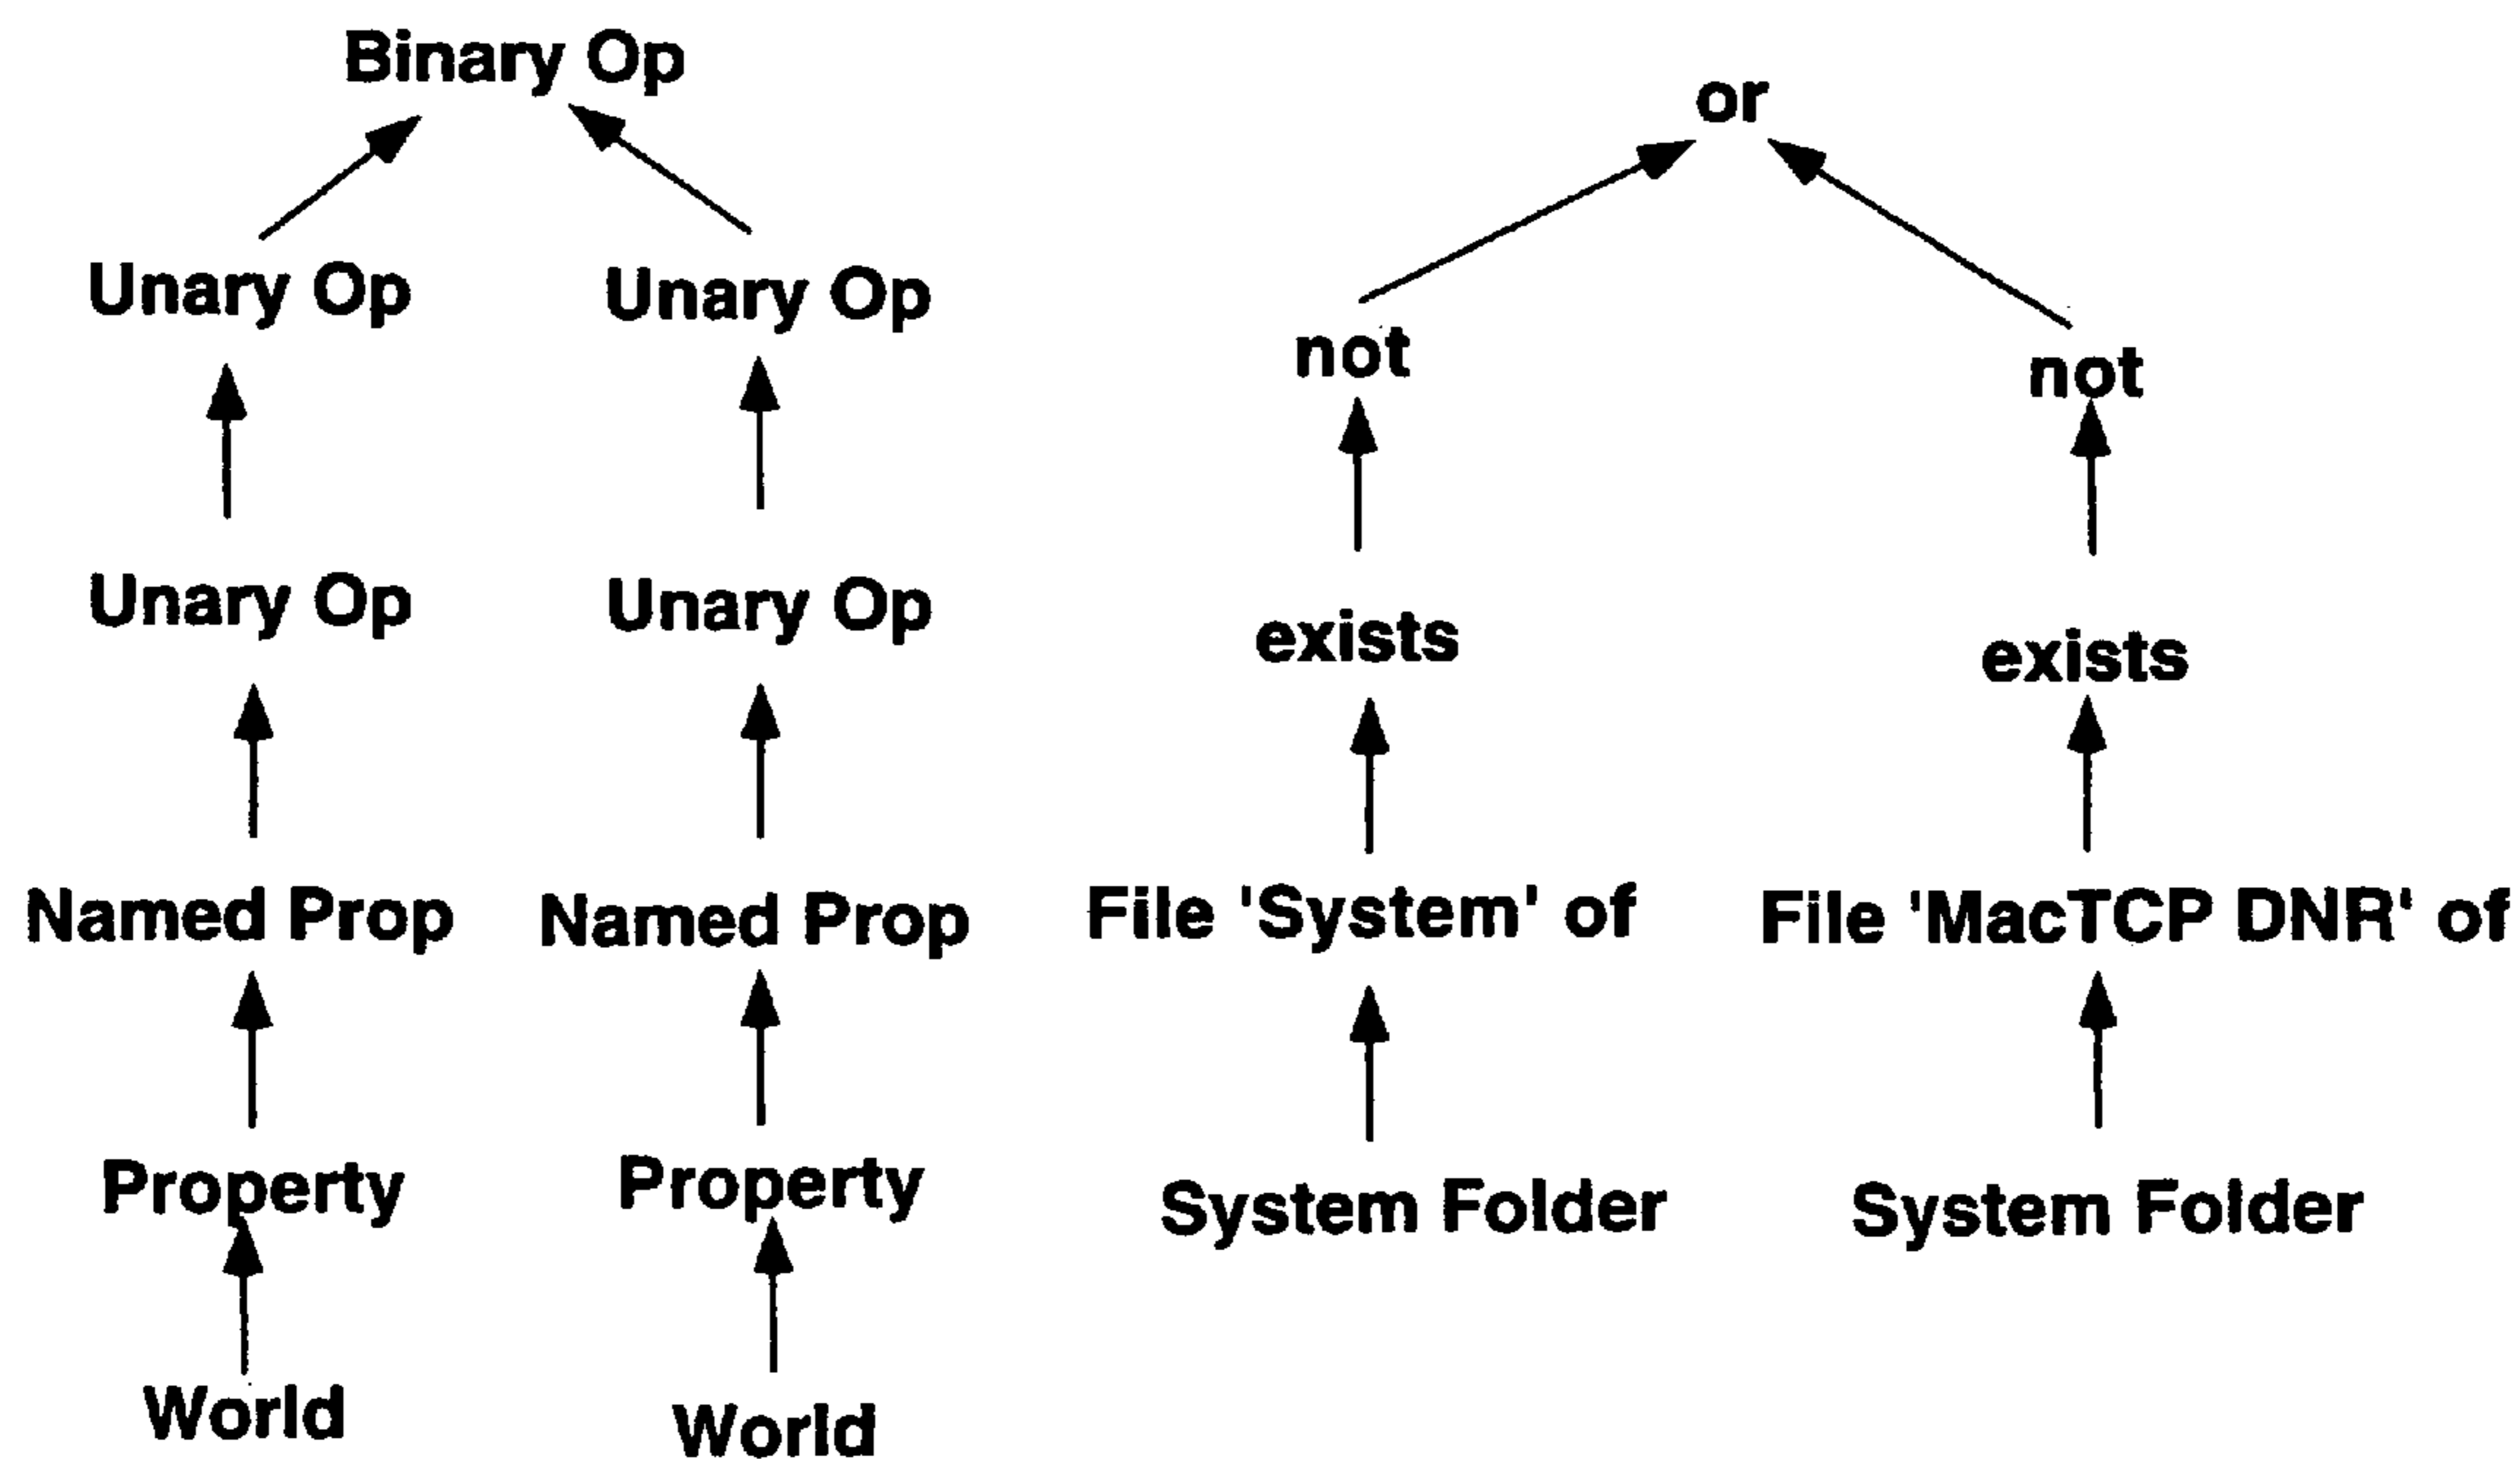 Binary Op
or
Unary Op Unary Op
not
not
Unary Op Unary Op
exists
exists
Named Prop Named Prop File 'System' of File 'MacTCP DNR' of
Property Property System Folder System Folder
World World